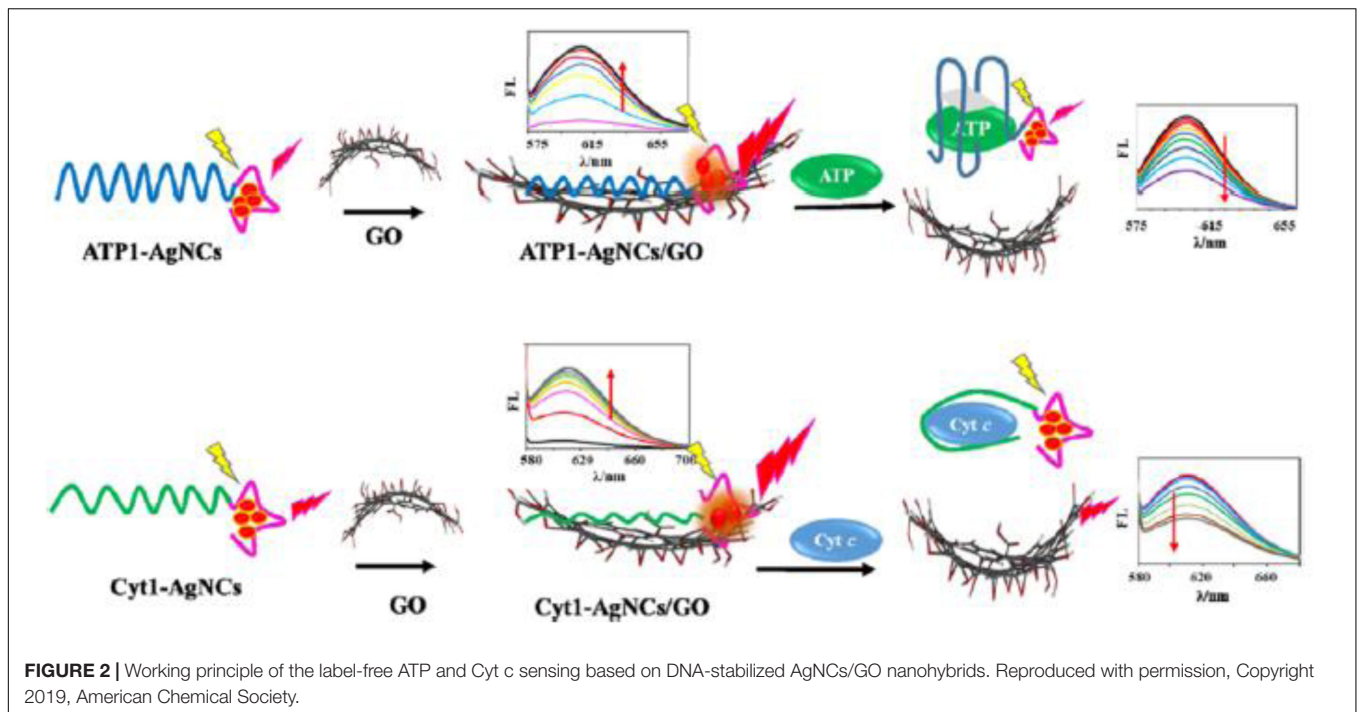 FL
575 615 655
λ/nm
ATP
FL
575 615 655
λ/nm
ATP
GO
ATP1-AgNCs
ATP1-AgNCs/GO
FL
580 620 660 700
λ/nm
Cyt c
FL
580 620 660
λ/nm
Cyt c
GO
Cyt1-AgNCs
Cyt1-AgNCs/GO
FIGURE 2 | Working principle of the label-free ATP and Cyt c sensing based on DNA-stabilized AgNCs/GO nanohybrids. Reproduced with permission, Copyright
2019, American Chemical Society.